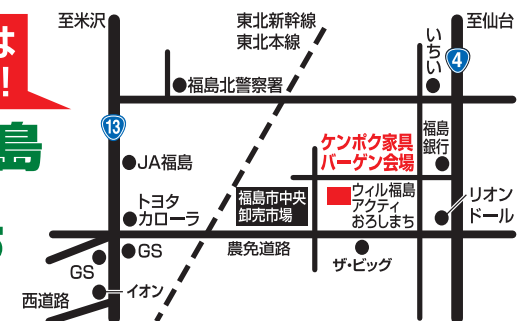 至米沢
東北新幹線
東北本線
至仙台
は
!
いちい
4
福島北警察署
13
島
ケンポク家具
バーゲン会場
福島
銀行
JA福島
トヨタ
カローラ
福島市中央
卸売市場
ウィル福島
アクティ
おろしまち
リオン
ドール
GS
農免道路
ザ・ビッグ
GS
イオン
西道路